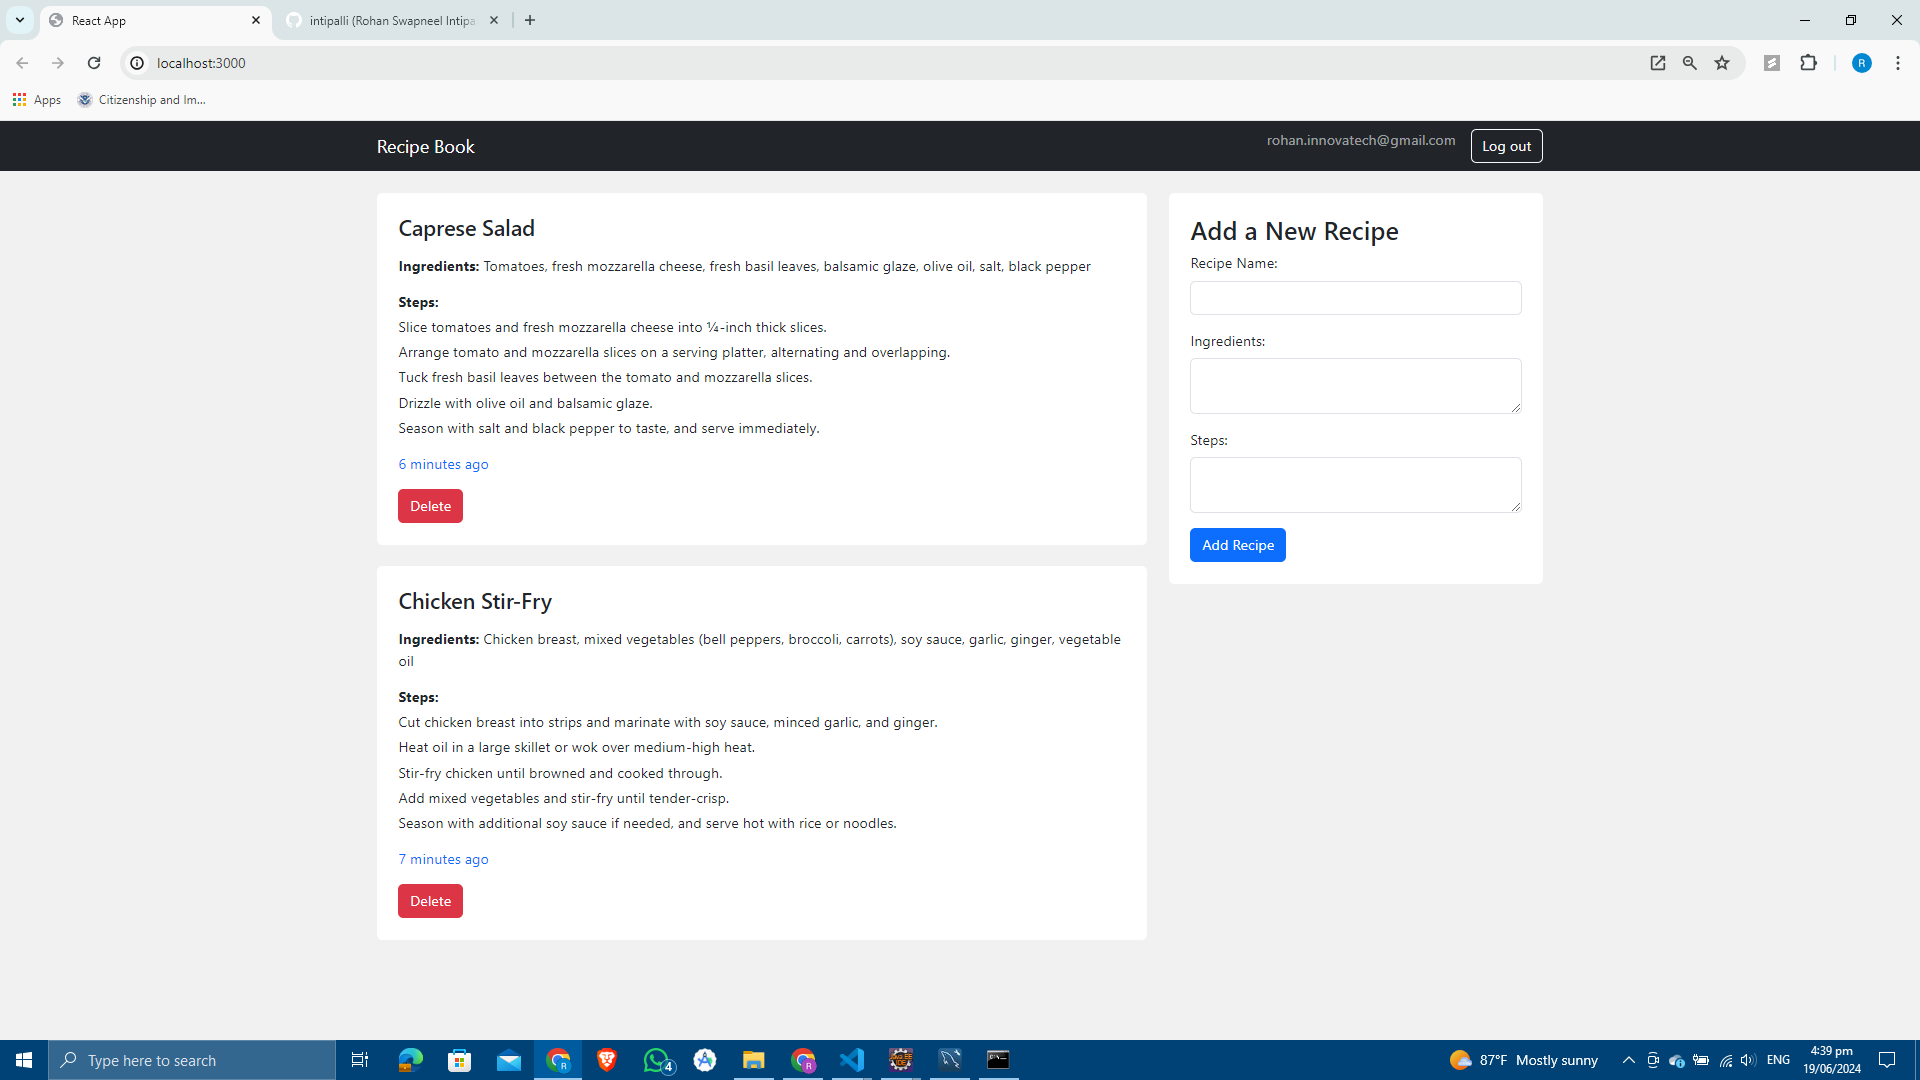 React App
intipalli (Rohan Swapneel Intipa
localhost:3000
R
Apps
Citizenship and Im...
Recipe Book
rohan.innovatech@gmail.com
Log out
Caprese Salad
Ingredients: Tomatoes, fresh mozzarella cheese, fresh basil leaves, balsamic glaze, olive oil, salt, black pepper
Steps:
Slice tomatoes and fresh mozzarella cheese into ¼-inch thick slices.
Arrange tomato and mozzarella slices on a serving platter, alternating and overlapping.
Tuck fresh basil leaves between the tomato and mozzarella slices.
Drizzle with olive oil and balsamic glaze.
Season with salt and black pepper to taste, and serve immediately.
6 minutes ago
Delete
Chicken Stir-Fry
Ingredients: Chicken breast, mixed vegetables (bell peppers, broccoli, carrots), soy sauce, garlic, ginger, vegetable
oil
Steps:
Cut chicken breast into strips and marinate with soy sauce, minced garlic, and ginger.
Heat oil in a large skillet or wok over medium-high heat.
Stir-fry chicken until browned and cooked through.
Add mixed vegetables and stir-fry until tender-crisp.
Season with additional soy sauce if needed, and serve hot with rice or noodles.
7 minutes ago
Delete
Add a New Recipe
Recipe Name:
Ingredients:
Steps:
Add Recipe
Type here to search
R
4
R
87°F Mostly sunny
ENG
4:39 pm
19/06/2024